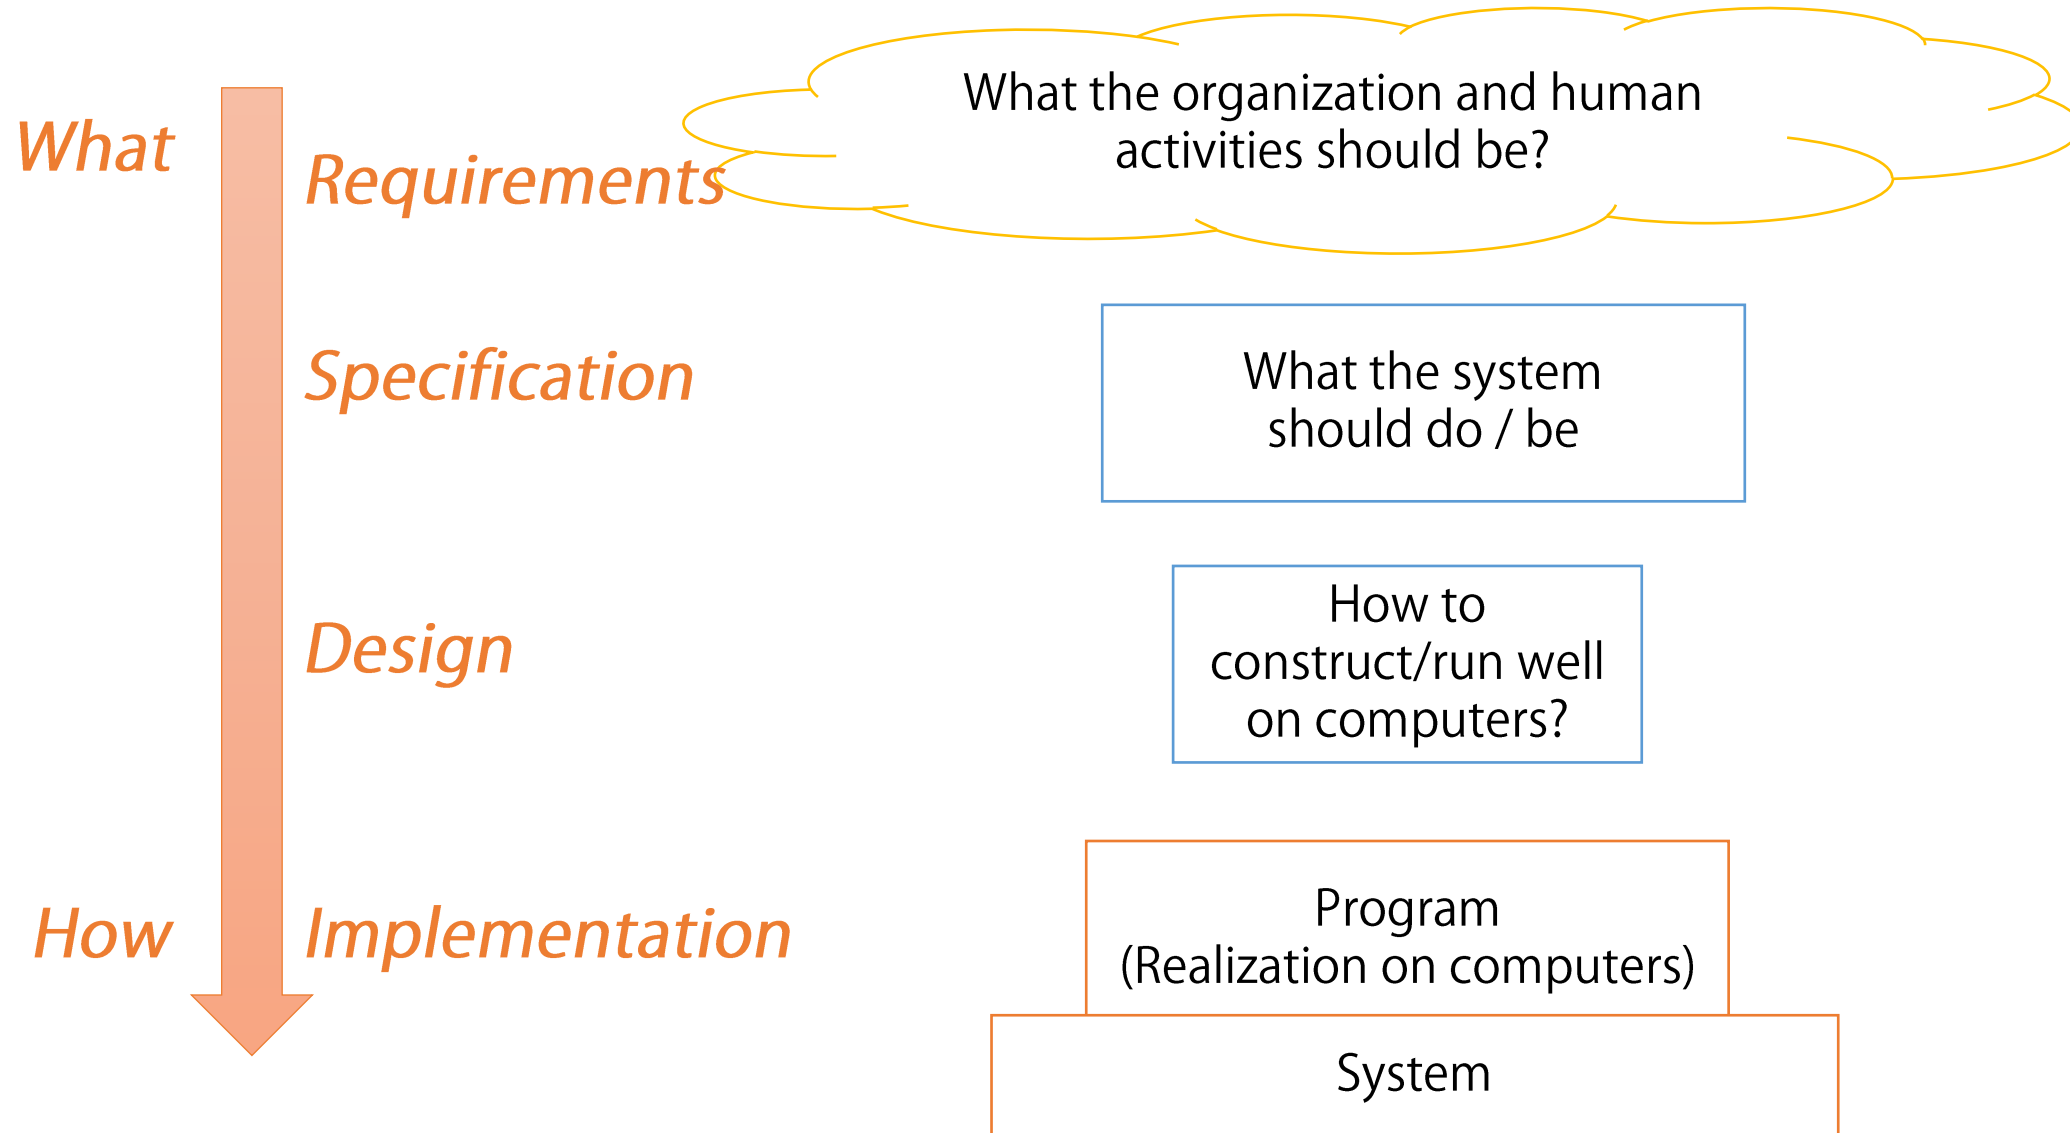 What
Requirements
What the organization and human
activities should be?
Specification
What the system
should do / be
Design
How to
construct/run well
on computers?
How
Implementation
Program
(Realization on computers)
System